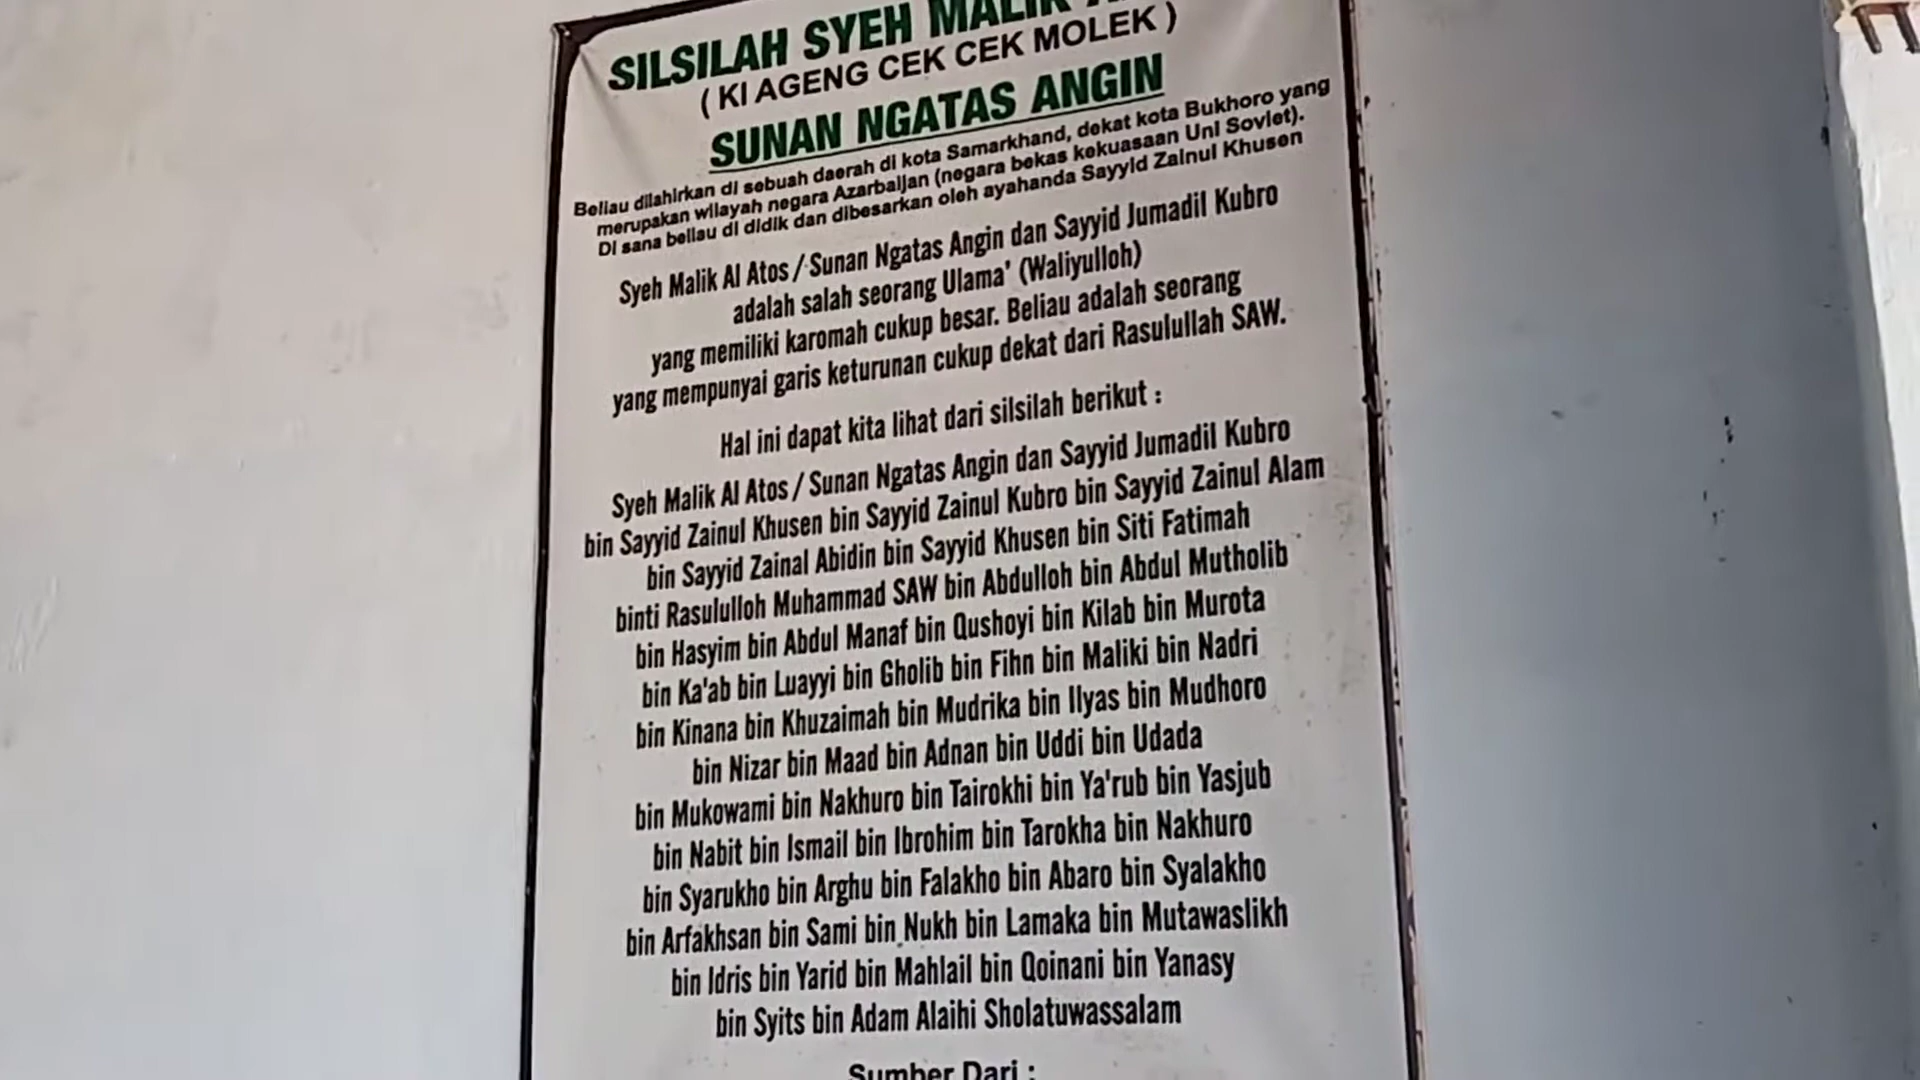 SILSILAH SYEH MALIK
( KI AGENG CEK CEK MOLEK )
SUNAN NGATAS ANGIN
Beliau dilahirkan di sebuah daerah di kota Samarkhand, dekat kota Bukhoro yang
merupakan wilayah negara Azarbaijan (negara bekas kekuasaan Uni Soviet).
Di sana beliau di didik dan dibesarkan oleh ayahanda Sayyid Zainul Khusen
Syeh Malik Al Atos / Sunan Ngatas Angin dan Sayyid Jumadil Kubro
adalah salah seorang Ulama' (Waliyulloh)
yang memiliki karomah cukup besar. Beliau adalah seorang
yang mempunyai garis keturunan cukup dekat dari Rasulullah SAW.
Hal ini dapat kita lihat dari silsilah berikut :
Syeh Malik Al Atos / Sunan Ngatas Angin dan Sayyid Jumadil Kubro
bin Sayyid Zainul Khusen bin Sayyid Zainul Kubro bin Sayyid Zainul Alam
bin Sayyid Zainal Abidin bin Sayyid Khusen bin Siti Fatimah
binti Rasululloh Muhammad SAW bin Abdulloh bin Abdul Mutholib
bin Hasyim bin Abdul Manaf bin Qushoyi bin Kilab bin Murota
bin Ka'ab bin Luayyi bin Gholib bin Fihn bin Maliki bin Nadri
bin Kinana bin Khuzaimah bin Mudrika bin Ilyas bin Mudhoro
bin Nizar bin Maad bin Adnan bin Uddi bin Udada
bin Mukowami bin Nakhuro bin Tairokhi bin Ya'rub bin Yasjub
bin Nabit bin Ismail bin Ibrohim bin Tarokha bin Nakhuro
bin Syarukho bin Arghu bin Falakho bin Abaro bin Syalakho
bin Arfakhsan bin Sami bin Nukh bin Lamaka bin Mutawaslikh
bin Idris bin Yarid bin Mahlail bin Qoinani bin Yanasy
bin Syits bin Adam Alaihi Sholatuwassalam
Sumber Dari :